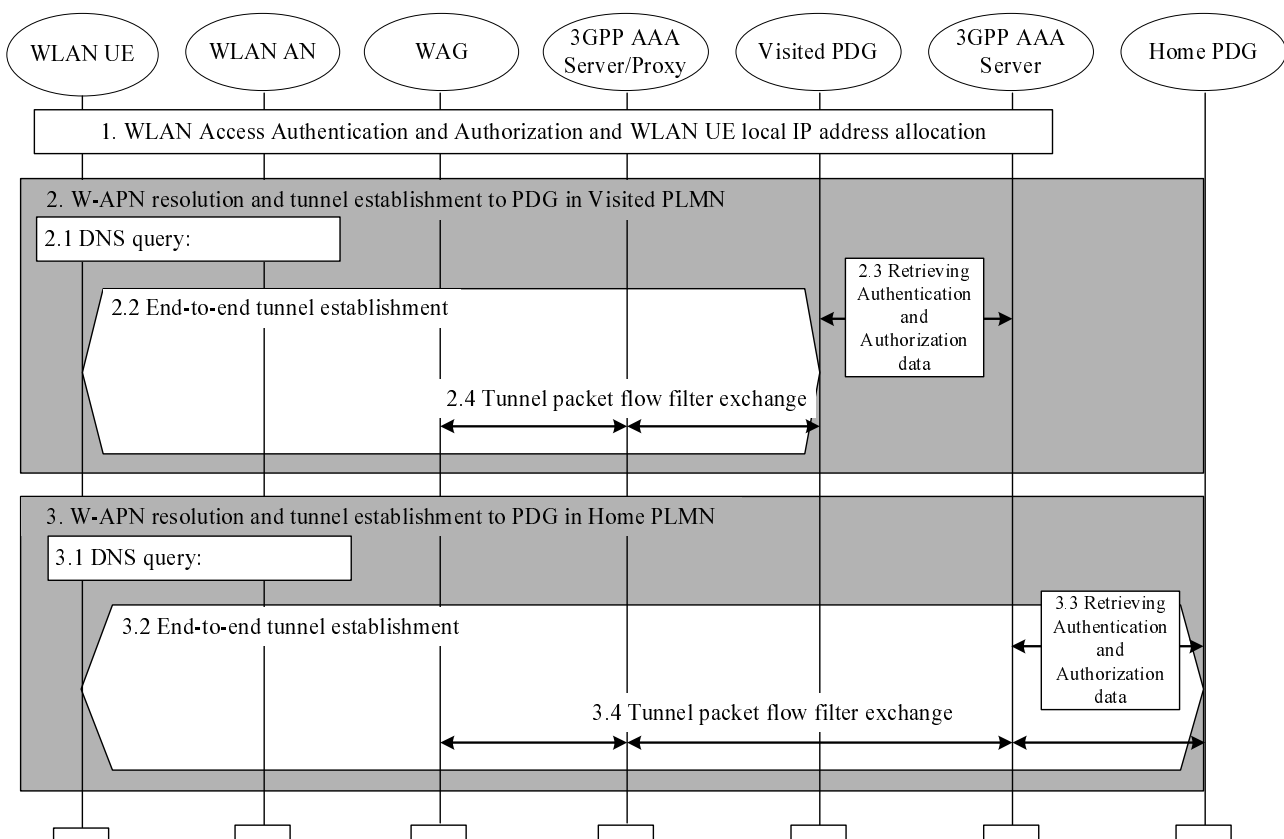 WLAN UE
WLAN AN
WAG
3GPP AAA
Server/Proxy
Visited PDG
3GPP AAA
Server
Home PDG
1. WLAN Access Authentication and Authorization and WLAN UE local IP address allocation
2. W-APN resolution and tunnel establishment to PDG in Visited PLMN
2.1 DNS query:
2.2 End-to-end tunnel establishment
2.3 Retrieving
Authentication
and
Authorization
data
2.4 Tunnel packet flow filter exchange
3. W-APN resolution and tunnel establishment to PDG in Home PLMN
3.1 DNS query:
3.2 End-to-end tunnel establishment
3.3 Retrieving
Authentication
and
Authorization
data
3.4 Tunnel packet flow filter exchange